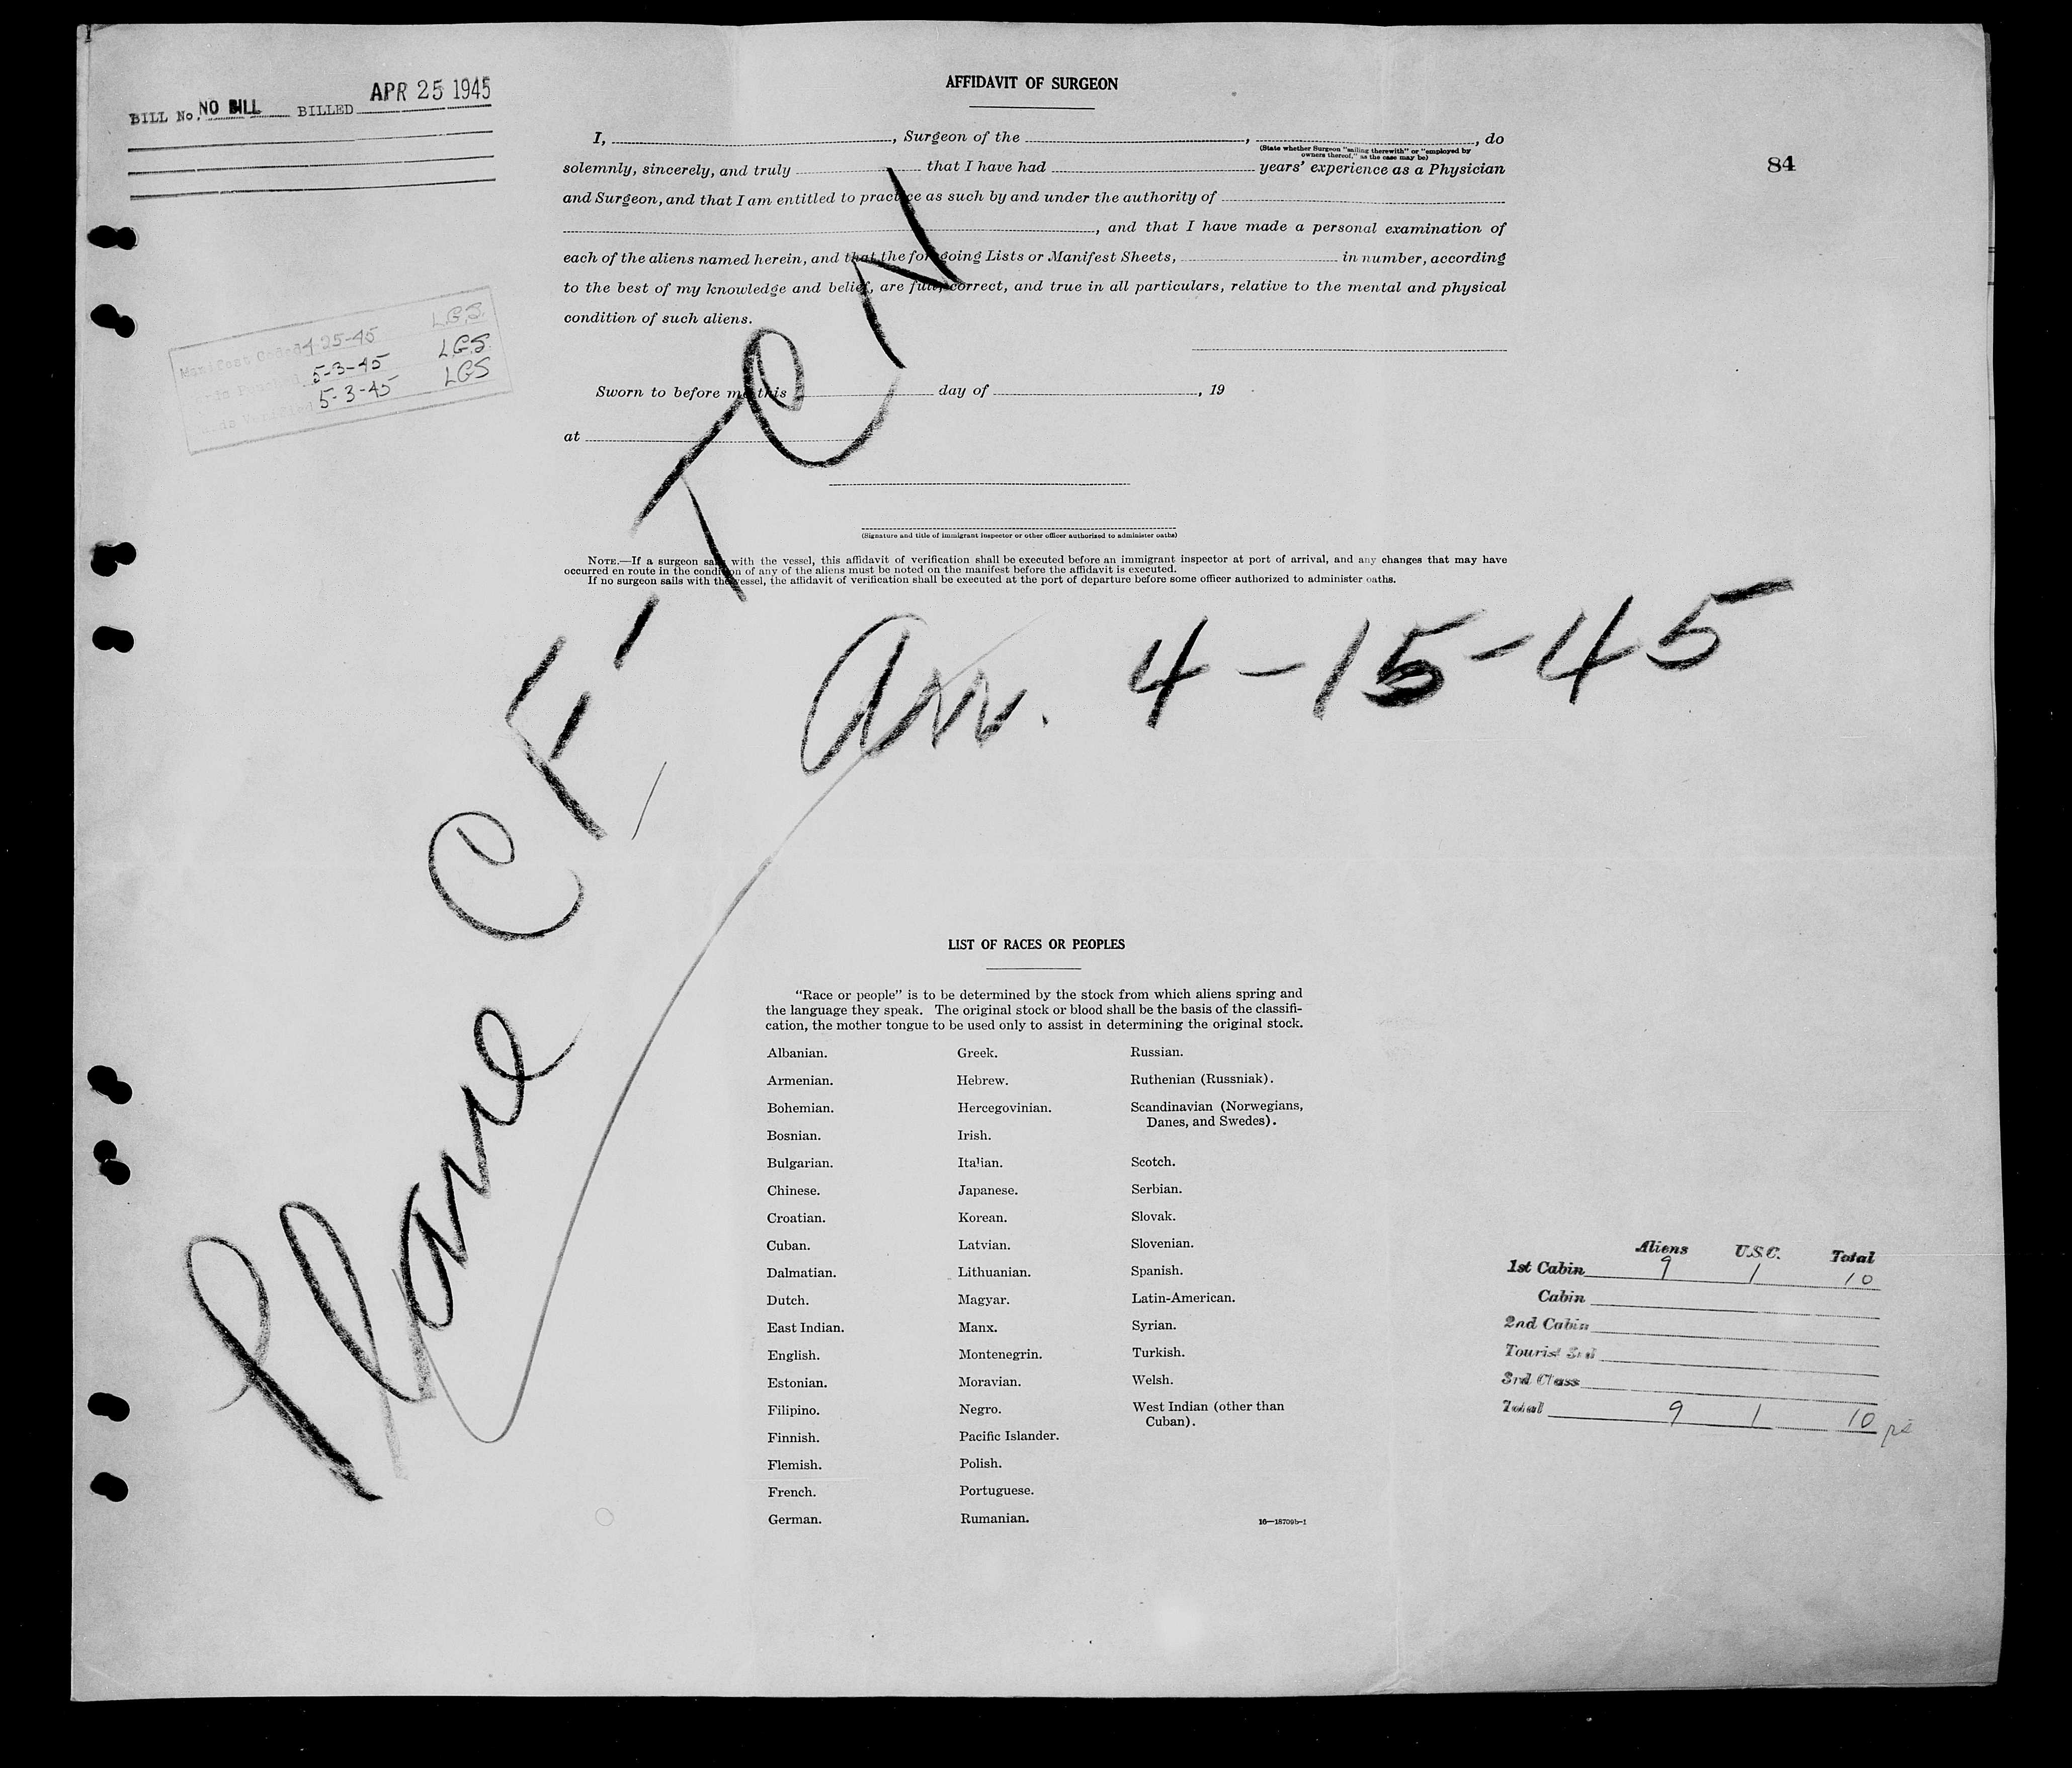 APR 25 1945
BILL No. NO BILL BILLED
84
AFFIDAVIT OF SURGEON
I, , Surgeon of the , , do
(State whether Surgeon "sailing therewith" or "employed by
owners thereof," as the case may be)
solemnly, sincerely, and truly that I have had years' experience as a Physician
and Surgeon, and that I am entitled to practice as such by and under the authority of
, and that I have made a personal examination of
each of the aliens named herein, and that the foregoing Lists or Manifest Sheets, in number, according
to the best of my knowledge and belief, are full, correct, and true in all particulars, relative to the mental and physical
condition of such aliens.
Manifest Coded 4-25-45 L.G.S.
Punched 5-3-45 L.G.S.
Verified 5-3-45 LGS
Sworn to before me this day of , 19
at
(Signature and title of immigrant inspector or other officer authorized to administer oaths)
NOTE.—If a surgeon sails with the vessel, this affidavit of verification shall be executed before an immigrant inspector at port of arrival, and any changes that may have
occurred en route in the condition of any of the aliens must be noted on the manifest before the affidavit is executed.
If no surgeon sails with the vessel, the affidavit of verification shall be executed at the port of departure before some officer authorized to administer oaths.
Plane CF-TCN
Arr. 4-15-45
LIST OF RACES OR PEOPLES
"Race or people" is to be determined by the stock from which aliens spring and
the language they speak. The original stock or blood shall be the basis of the classifi-
cation, the mother tongue to be used only to assist in determining the original stock.
Albanian.
Armenian.
Bohemian.
Bosnian.
Bulgarian.
Chinese.
Croatian.
Cuban.
Dalmatian.
Dutch.
East Indian.
English.
Estonian.
Filipino.
Finnish.
Flemish.
French.
German.
Greek.
Hebrew.
Hercegovinian.
Irish.
Italian.
Japanese.
Korean.
Latvian.
Lithuanian.
Magyar.
Manx.
Montenegrin.
Moravian.
Negro.
Pacific Islander.
Polish.
Portuguese.
Rumanian.
Russian.
Ruthenian (Russniak).
Scandinavian (Norwegians,
Danes, and Swedes).
Scotch.
Serbian.
Slovak.
Slovenian.
Spanish.
Latin-American.
Syrian.
Turkish.
Welsh.
West Indian (other than
Cuban).
16—18709b-1
Aliens U.S.C. Total
1st Cabin 9 1 10
Cabin
2nd Cabin
Tourist 3rd
3rd Class
Total 9 1 10